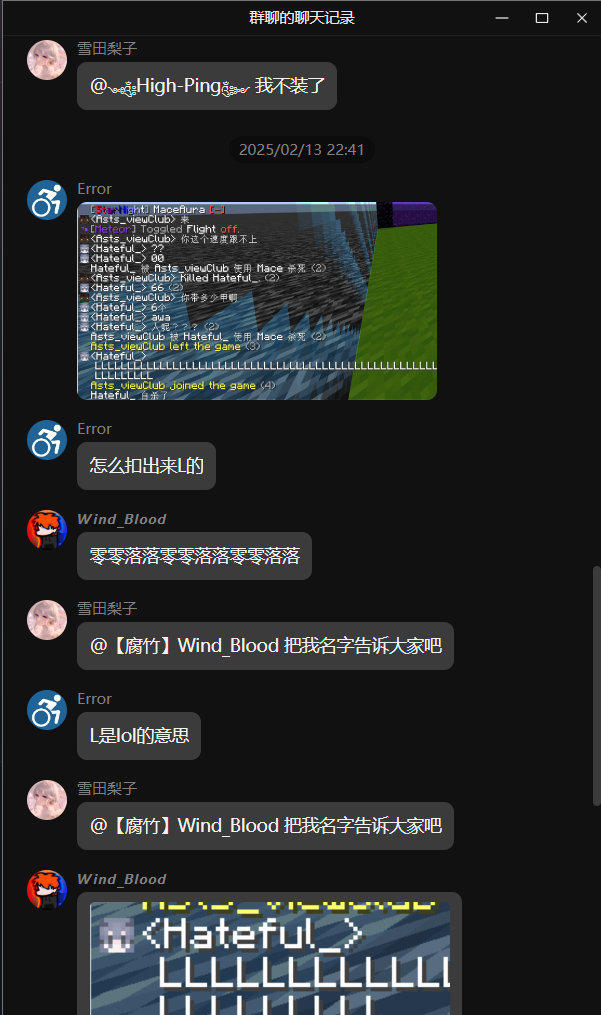 群聊的聊天记录
雪田梨子
@High-Ping 我不装了
2025/02/13 22:41
Error
[StarNight] MaceAura [-]
<Asts_viewClub> 来
[Meteor] Toggled Flight off.
<Asts_viewClub> 你这个速度跟不上
<Hateful_> ??
<Hateful_> 00
Hateful_ 被 Asts_viewClub 使用 Mace 杀死 (2)
<Asts_viewClub> Killed Hateful_. (2)
<Hateful_> 66 (2)
<Asts_viewClub> 你带多少甲啊
<Hateful_> 6个
<Hateful_> awa
<Hateful_> 人呢？？？ (2)
Asts_viewClub 被 Hateful_ 使用 Mace 杀死 (2)
Asts_viewClub left the game (3)
<Hateful_>
Asts_viewClub joined the game (4)
Hateful_ 自杀了
Error
怎么扣出来L的
Wind_Blood
零零落落零零落落零零落落
雪田梨子
@【腐竹】Wind_Blood 把我名字告诉大家吧
Error
L是lol的意思
雪田梨子
@【腐竹】Wind_Blood 把我名字告诉大家吧
Wind_Blood
<Hateful_>
LLLLLLLLLLLLL
LLLLLLLLL